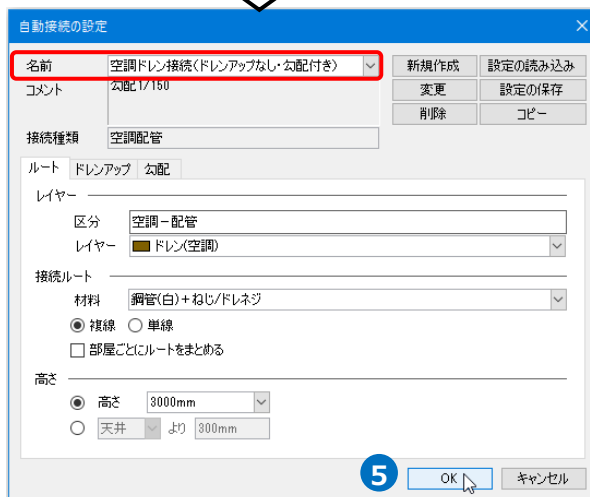 自動接続の設定
名前 空調ドレン接続(ドレンアップなし・勾配付き) 新規作成 設定の読み込み
コメント 勾配1/150 変更 設定の保存
削除 コピー
接続種類 空調配管
ルート ドレンアップ 勾配
レイヤー
区分 空調－配管
レイヤー ドレン(空調)
接続ルート
材料 鋼管(白)+ねじ/ドレネジ
複線 単線
部屋ごとにルートをまとめる
高さ
高さ 3000mm
天井 より 300mm
5 OK キャンセル